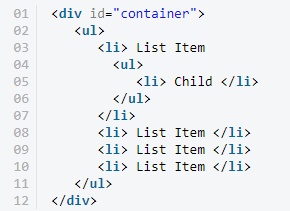 01 <div id="container">
02 <ul>
03 <li> List Item
04 <ul>
05 <li> Child </li>
06 </ul>
07 </li>
08 <li> List Item </li>
09 <li> List Item </li>
10 <li> List Item </li>
11 </ul>
12 </div>